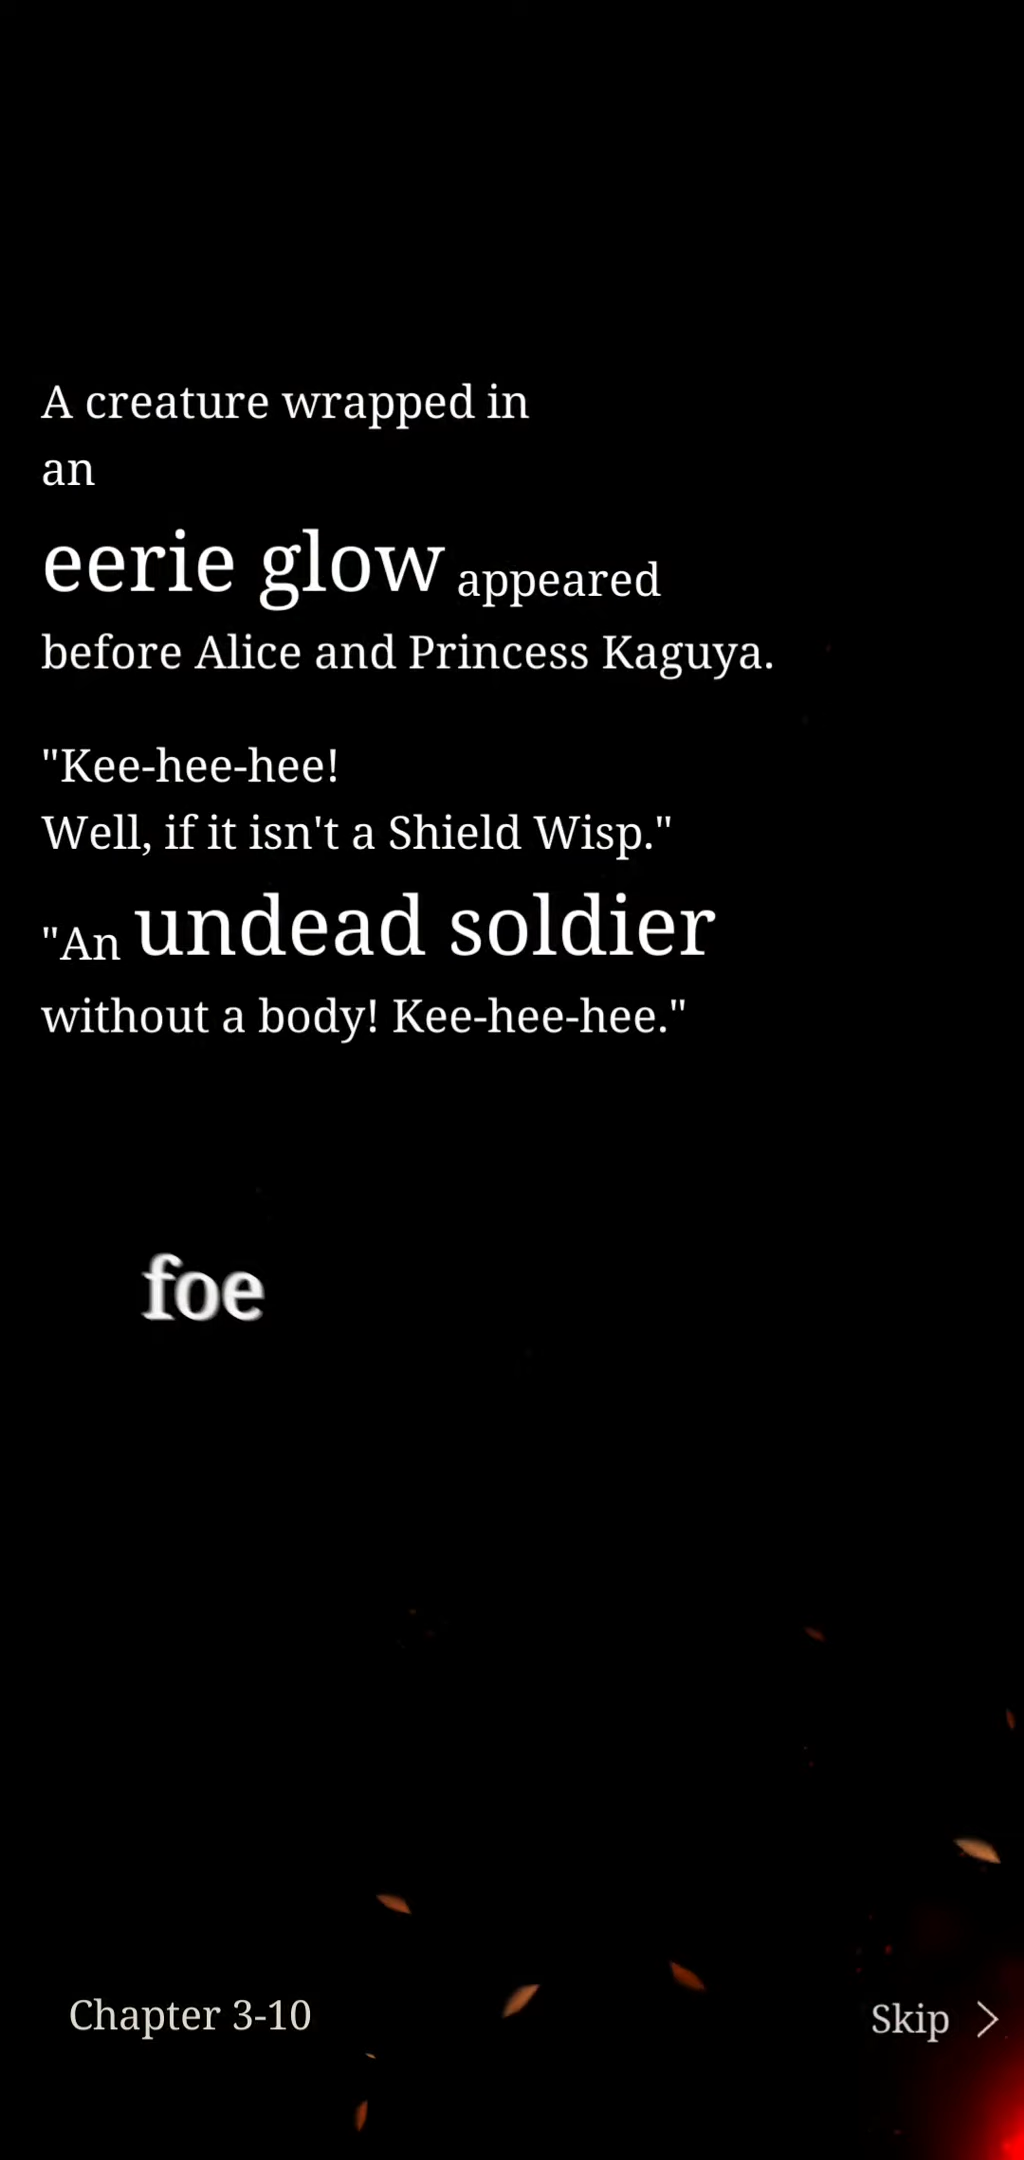 A creature wrapped in
an
eerie glow appeared
before Alice and Princess Kaguya.
"Kee-hee-hee!
Well, if it isn't a Shield Wisp."
"An undead soldier
without a body! Kee-hee-hee."
foe
Chapter 3-10
Skip